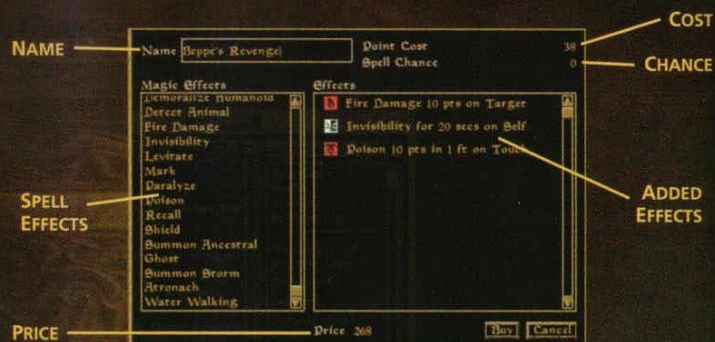 COST
NAME
Name Beppe's Revenge
Point Cost 38
Spell Chance 0
CHANCE
Magic Effects
Demoralize Humanoid
Detect Animal
Fire Damage
Invisibility
Levitate
Mark
Paralyze
Poison
Recall
Shield
Summon Ancestral
Ghost
Summon Storm
Atronach
Water Walking
Effects
Fire Damage 10 pts on Target
Invisibility for 20 secs on Self
Poison 10 pts in 1 ft on Touch
SPELL
EFFECTS
ADDED
EFFECTS
PRICE
Price 268
Buy
Cancel